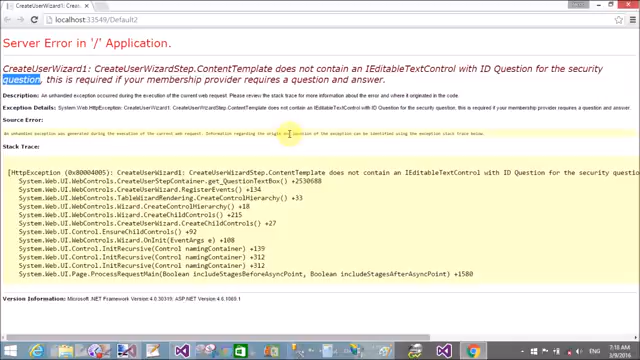 CreateUserWizard1: Creat
localhost:33549/Default2
Server Error in '/' Application.
CreateUserWizard1: CreateUserWizardStep.ContentTemplate does not contain an IEditableTextControl with ID Question for the security
question, this is required if your membership provider requires a question and answer.
Description: An unhandled exception occurred during the execution of the current web request. Please review the stack trace for more information about the error and where it originated in the code.
Exception Details: System.Web.HttpException: CreateUserWizard1: CreateUserWizardStep.ContentTemplate does not contain an IEditableTextControl with ID Question for the security question, this is required if your membership provider requires a question and answer.
Source Error:
An unhandled exception was generated during the execution of the current web request. Information regarding the origin and location of the exception can be identified using the exception stack trace below.
Stack Trace:
[HttpException (0x80004005): CreateUserWizard1: CreateUserWizardStep.ContentTemplate does not contain an IEditableTextControl with ID Question for the security questio
System.Web.UI.WebControls.CreateUserStepContainer.get_QuestionTextBox() +2530688
System.Web.UI.WebControls.CreateUserWizard.RegisterEvents() +134
System.Web.UI.WebControls.TableWizardRendering.CreateControlHierarchy() +33
System.Web.UI.WebControls.Wizard.CreateControlHierarchy() +18
System.Web.UI.WebControls.Wizard.CreateChildControls() +215
System.Web.UI.WebControls.CreateUserWizard.CreateChildControls() +27
System.Web.UI.Control.EnsureChildControls() +92
System.Web.UI.WebControls.Wizard.OnInit(EventArgs e) +108
System.Web.UI.Control.InitRecursive(Control namingContainer) +139
System.Web.UI.Control.InitRecursive(Control namingContainer) +312
System.Web.UI.Control.InitRecursive(Control namingContainer) +312
System.Web.UI.Page.ProcessRequestMain(Boolean includeStagesBeforeAsyncPoint, Boolean includeStagesAfterAsyncPoint) +1580
Version Information: Microsoft .NET Framework Version:4.0.30319; ASP.NET Version:4.6.1069.1
ENG
7:18 AM
3/9/2016